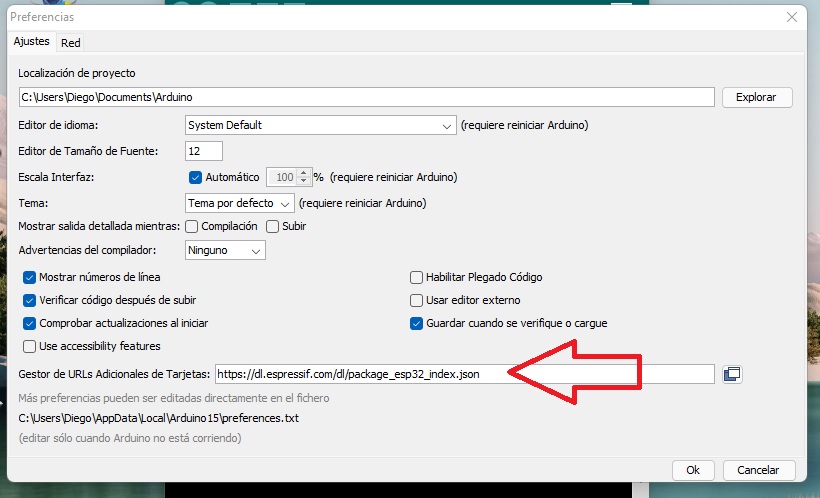 Preferencias
Ajustes Red
Localización de proyecto
C:\Users\Diego\Documents\Arduino Explorar
Editor de idioma: System Default (requiere reiniciar Arduino)
Editor de Tamaño de Fuente: 12
Escala Interfaz: Automático 100 % (requiere reiniciar Arduino)
Tema: Tema por defecto (requiere reiniciar Arduino)
Mostrar salida detallada mientras: Compilación Subir
Advertencias del compilador: Ninguno
Mostrar números de línea Habilitar Plegado Código
Verificar código después de subir Usar editor externo
Comprobar actualizaciones al iniciar Guardar cuando se verifique o cargue
Use accessibility features
Gestor de URLs Adicionales de Tarjetas: https://dl.espressif.com/dl/package_esp32_index.json
Más preferencias pueden ser editadas directamente en el fichero
C:\Users\Diego\AppData\Local\Arduino15\preferences.txt
(editar sólo cuando Arduino no está corriendo)
Ok Cancelar